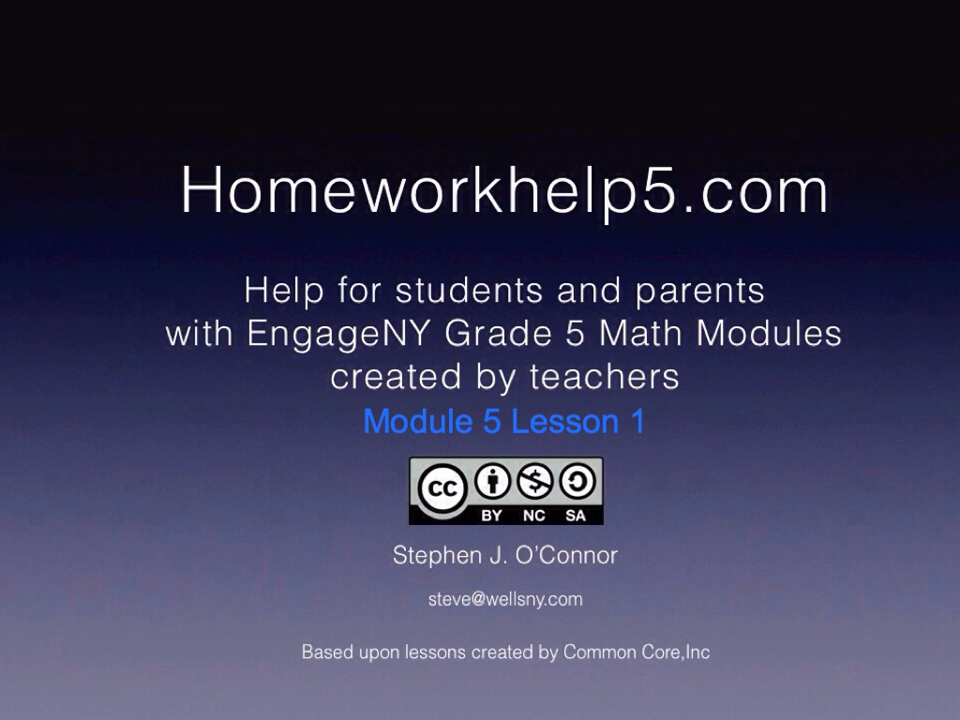 Homeworkhelp5.com
Help for students and parents
with EngageNY Grade 5 Math Modules
created by teachers
Module 5 Lesson 1
cc
BY NC SA
Stephen J. O'Connor
steve@wellsny.com
Based upon lessons created by Common Core,Inc